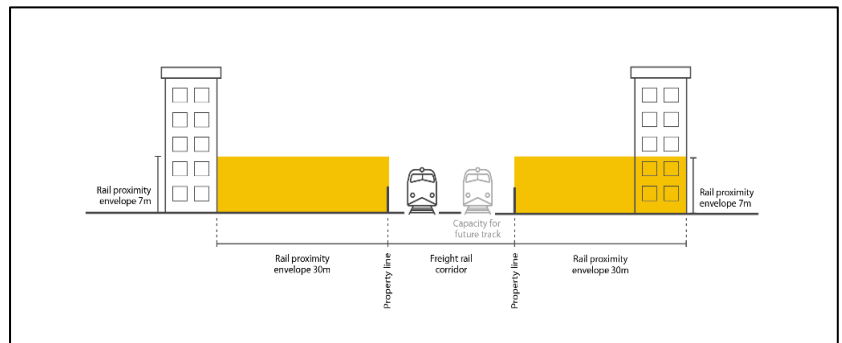 Rail proximity
envelope 7m
Rail proximity
envelope 7m
Capacity for
future track
Rail proximity
envelope 30m
Property line
Freight rail
corridor
Property line
Rail proximity
envelope 30m